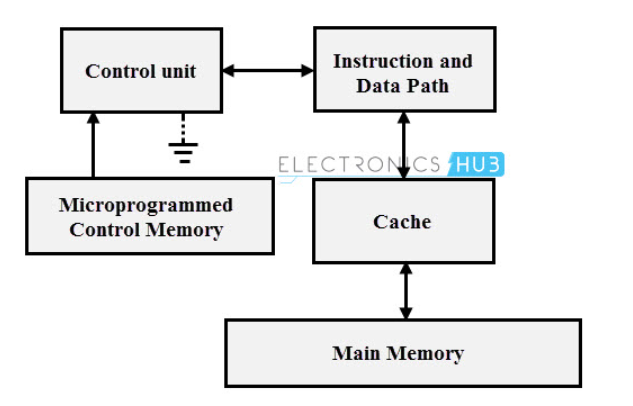 Control unit
Instruction and
Data Path
ELECTRONICS HUB
Microprogrammed
Control Memory
Cache
Main Memory